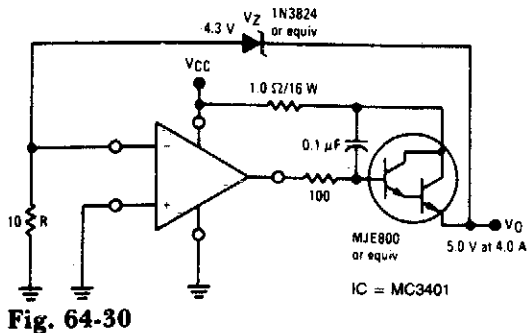 VZ 1N3824
4.3 V or equiv
VCC
1.0 Ω/16 W
0.1 μF
−
+
100
10 R
MJE800
or equiv
VO
5.0 V at 4.0 A
IC = MC3401
Fig. 64-30